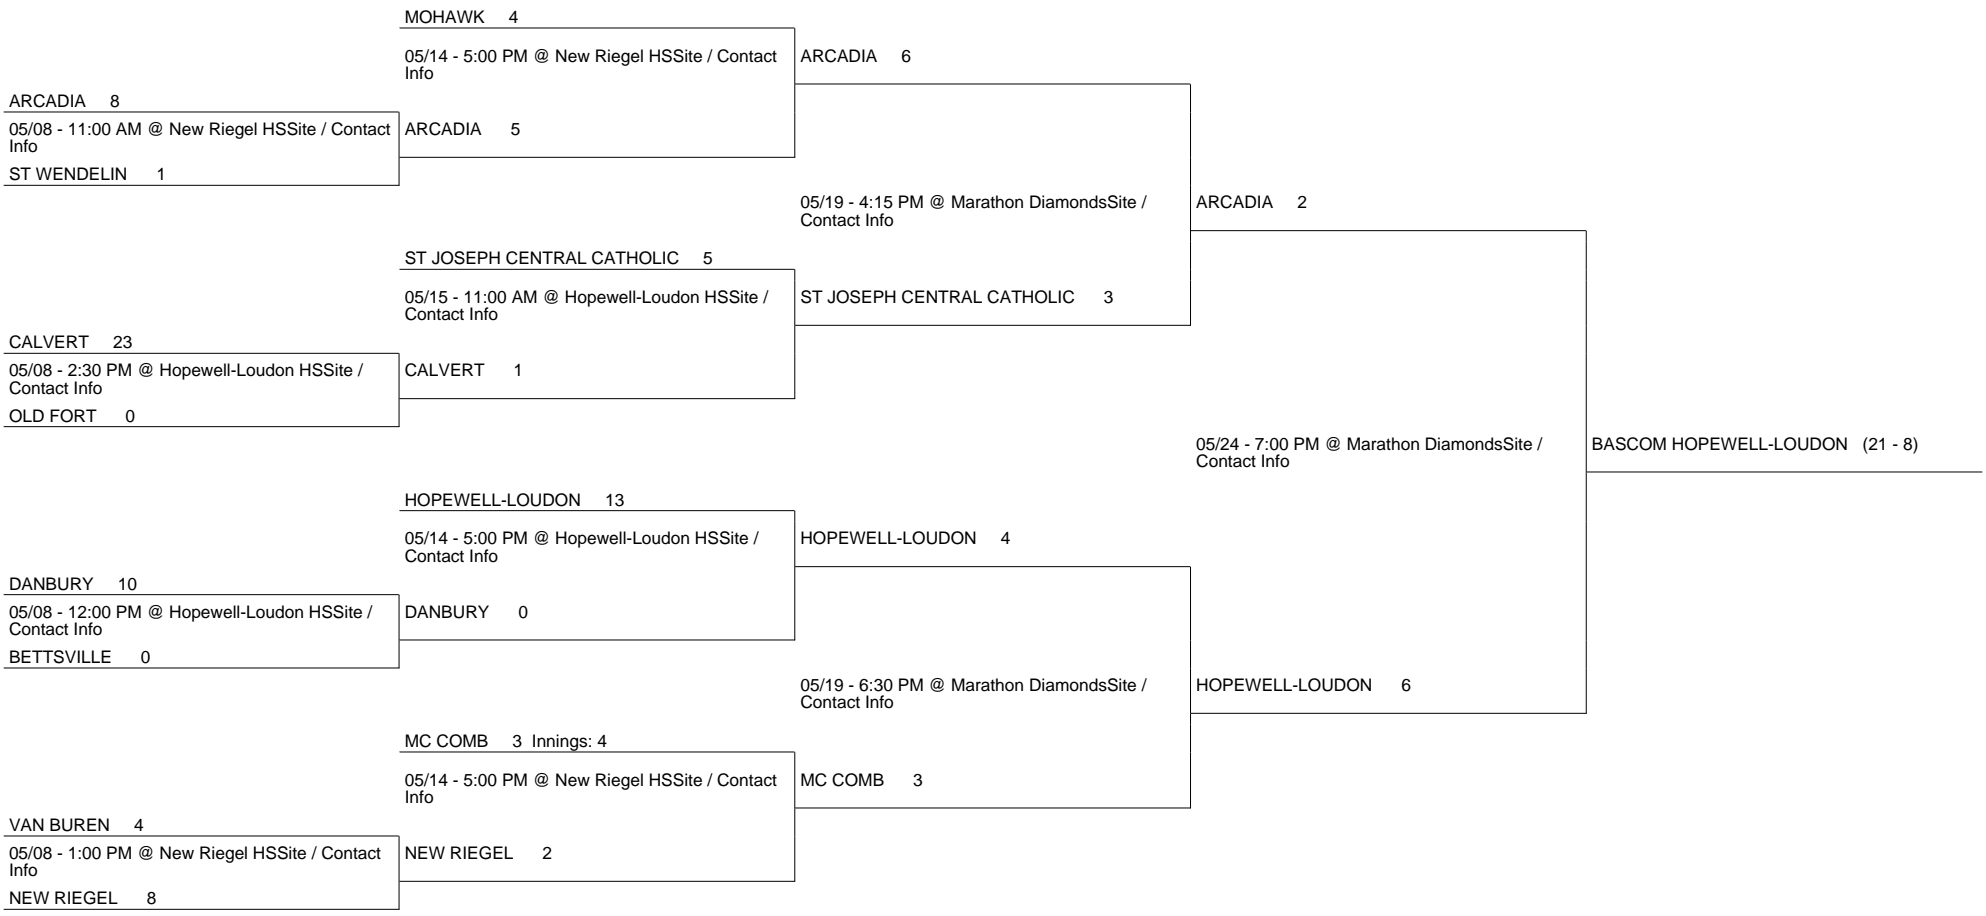 MOHAWK 4
05/14 - 5:00 PM @ New Riegel HSSite / Contact
Info
ARCADIA 6
ARCADIA 8
05/08 - 11:00 AM @ New Riegel HSSite / Contact
Info
ARCADIA 5
ST WENDELIN 1
05/19 - 4:15 PM @ Marathon DiamondsSite /
Contact Info
ARCADIA 2
ST JOSEPH CENTRAL CATHOLIC 5
05/15 - 11:00 AM @ Hopewell-Loudon HSSite /
Contact Info
ST JOSEPH CENTRAL CATHOLIC 3
CALVERT 23
05/08 - 2:30 PM @ Hopewell-Loudon HSSite /
Contact Info
CALVERT 1
OLD FORT 0
05/24 - 7:00 PM @ Marathon DiamondsSite /
Contact Info
BASCOM HOPEWELL-LOUDON (21 - 8)
HOPEWELL-LOUDON 13
05/14 - 5:00 PM @ Hopewell-Loudon HSSite /
Contact Info
HOPEWELL-LOUDON 4
DANBURY 10
05/08 - 12:00 PM @ Hopewell-Loudon HSSite /
Contact Info
DANBURY 0
BETTSVILLE 0
05/19 - 6:30 PM @ Marathon DiamondsSite /
Contact Info
HOPEWELL-LOUDON 6
MC COMB 3 Innings: 4
05/14 - 5:00 PM @ New Riegel HSSite / Contact
Info
MC COMB 3
VAN BUREN 4
05/08 - 1:00 PM @ New Riegel HSSite / Contact
Info
NEW RIEGEL 2
NEW RIEGEL 8